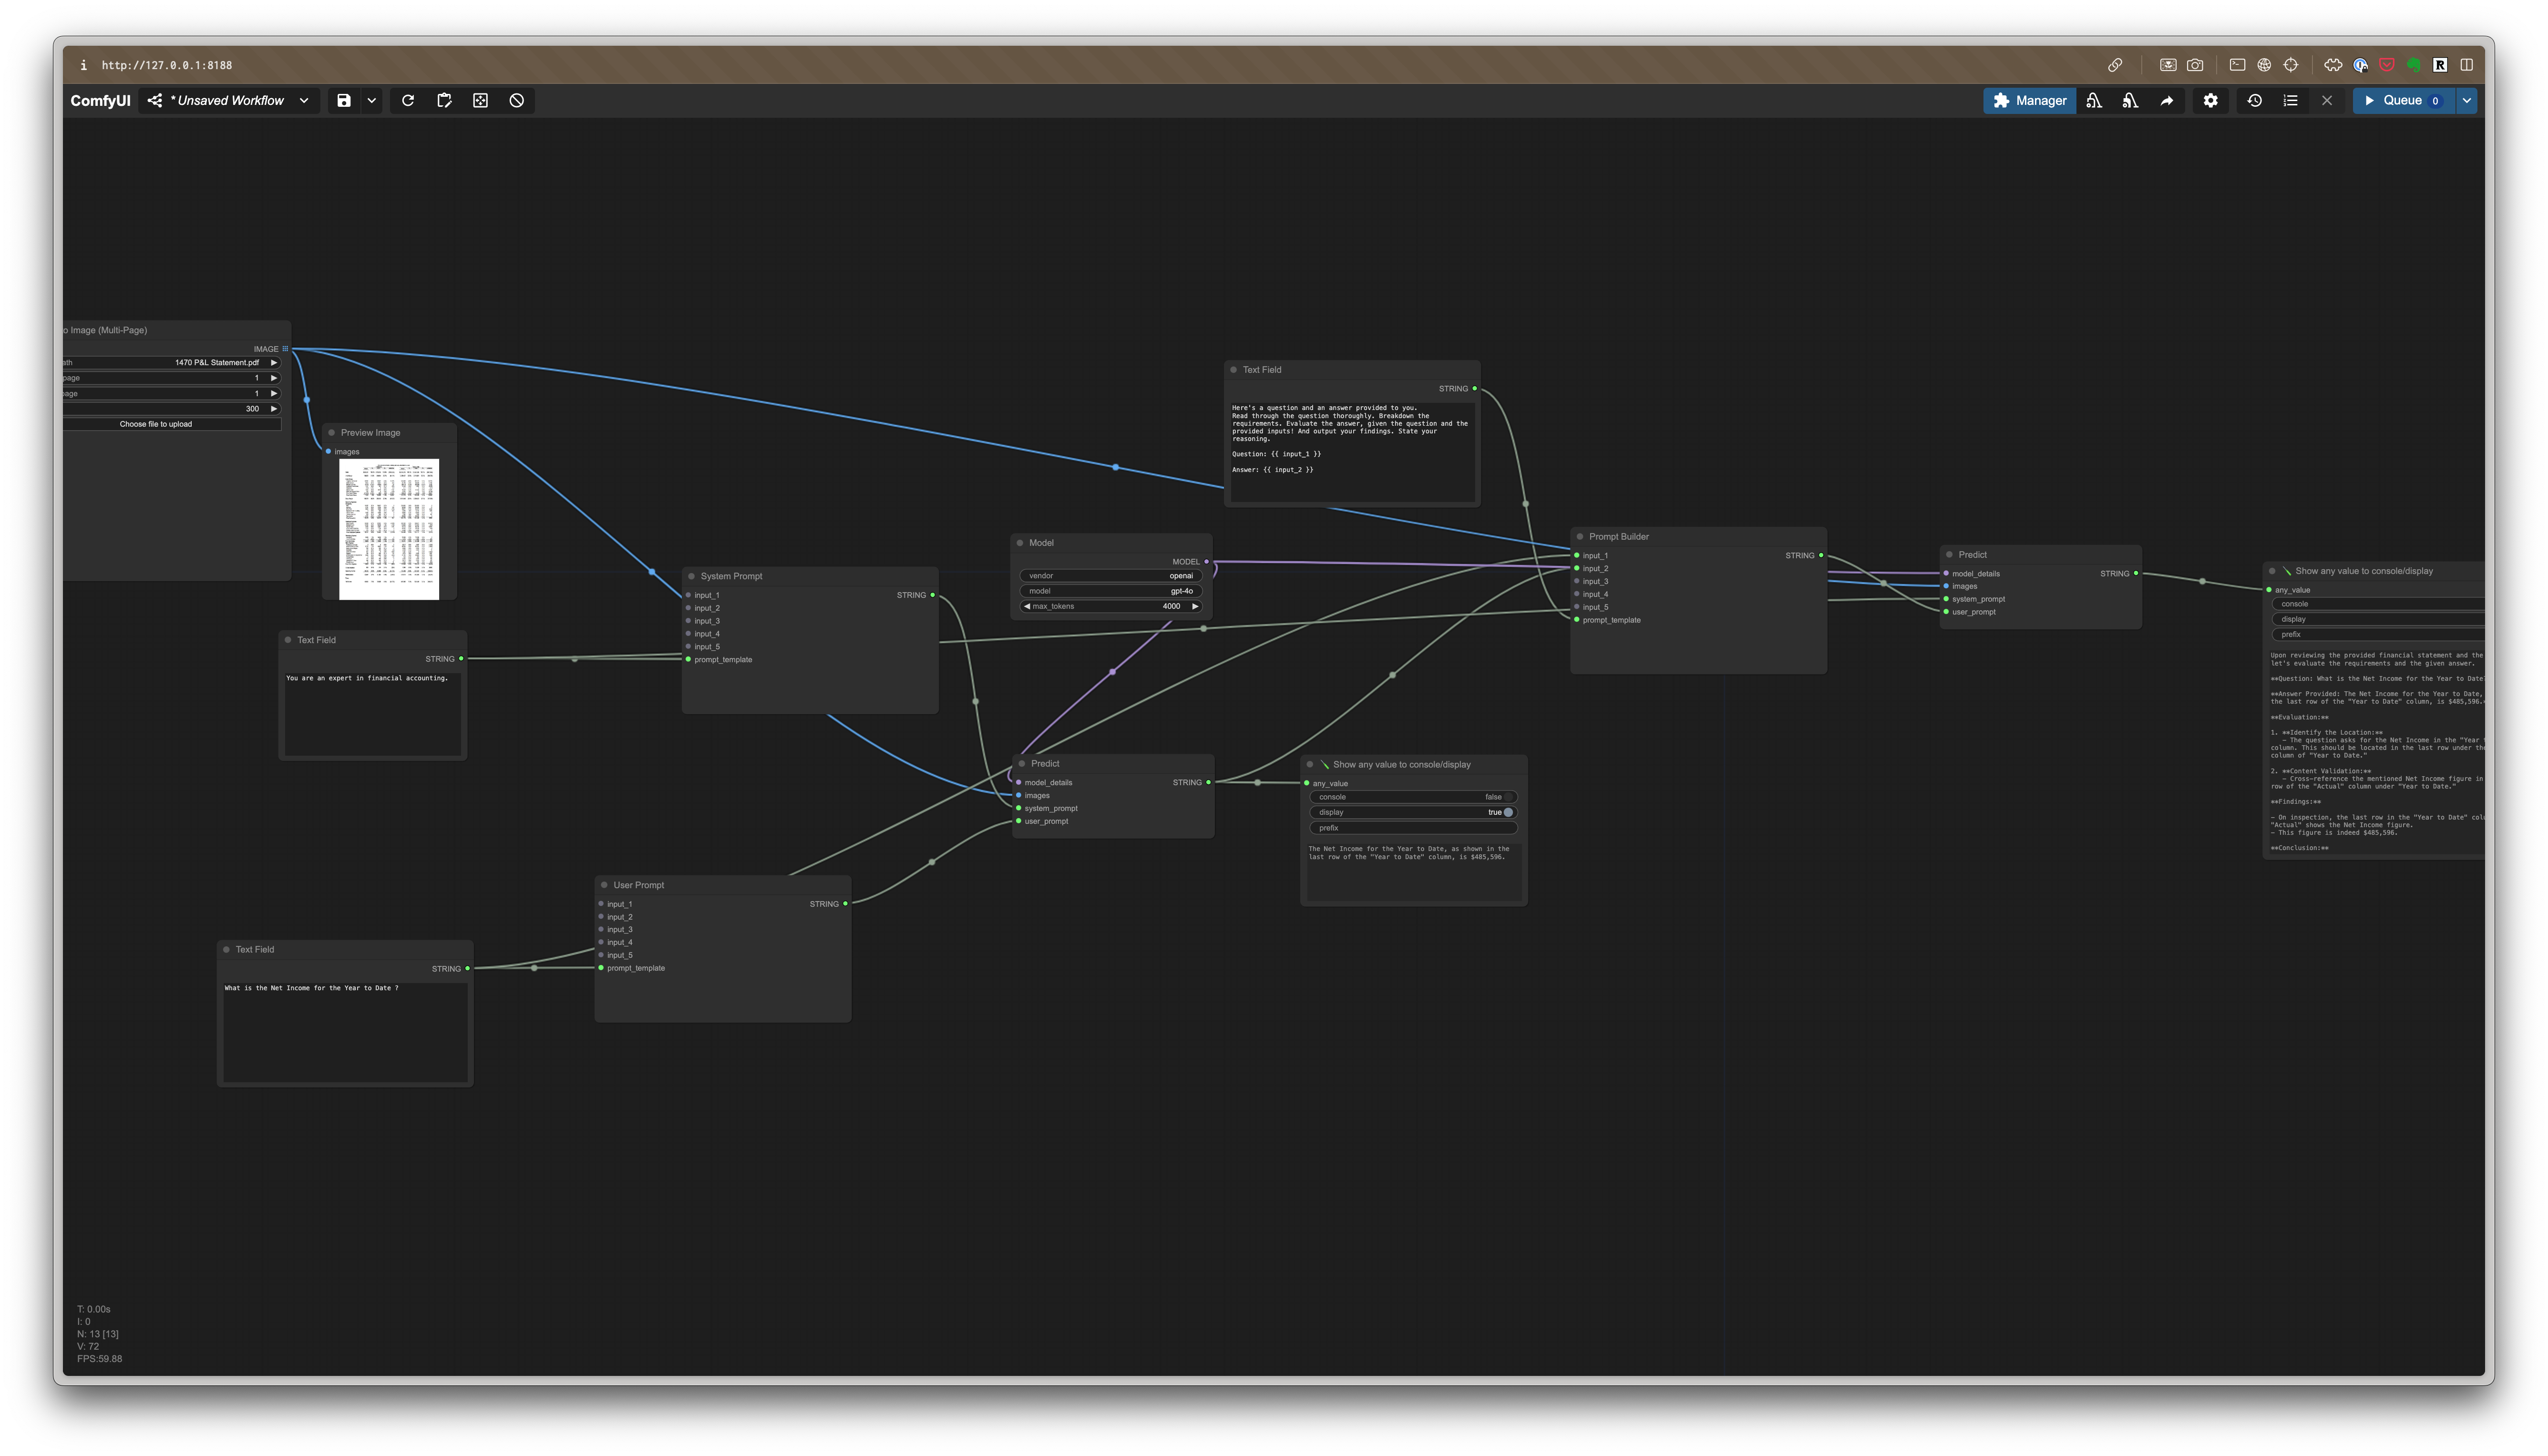 http://127.0.0.1:8188
ComfyUI
* Unsaved Workflow
Manager
Queue 0
o Image (Multi-Page)
IMAGE
ath 1470 P&L Statement.pdf
page 1
age 1
300
Choose file to upload
Preview Image
images
Text Field
STRING
You are an expert in financial accounting.
Text Field
STRING
What is the Net Income for the Year to Date ?
System Prompt
input_1 STRING
input_2
input_3
input_4
input_5
prompt_template
User Prompt
input_1 STRING
input_2
input_3
input_4
input_5
prompt_template
Model
MODEL
vendor openai
model gpt-4o
max_tokens 4000
Predict
model_details STRING
images
system_prompt
user_prompt
Text Field
STRING
Here's a question and an answer provided to you.
Read through the question thoroughly. Breakdown the
requirements. Evaluate the answer, given the question and the
provided inputs! And output your findings. State your
reasoning.
Question: {{ input_1 }}
Answer: {{ input_2 }}
Show any value to console/display
any_value
console false
display true
prefix
The Net Income for the Year to Date, as shown in the
last row of the "Year to Date" column, is $485,596.
Prompt Builder
input_1 STRING
input_2
input_3
input_4
input_5
prompt_template
Predict
model_details STRING
images
system_prompt
user_prompt
Show any value to console/display
any_value
console
display
prefix
Upon reviewing the provided financial statement and the
let's evaluate the requirements and the given answer.
**Question: What is the Net Income for the Year to Date
**Answer Provided: The Net Income for the Year to Date,
the last row of the "Year to Date" column, is $485,596.
**Evaluation:**
1. **Identify the Location:**
– The question asks for the Net Income in the "Year
column. This should be located in the last row under the
column of "Year to Date."
2. **Content Validation:**
– Cross-reference the mentioned Net Income figure in
row of the "Actual" column under "Year to Date."
**Findings:**
– On inspection, the last row in the "Year to Date" colu
"Actual" shows the Net Income figure.
– This figure is indeed $485,596.
**Conclusion:**
T: 0.00s
I: 0
N: 13 [13]
V: 72
FPS:59.88